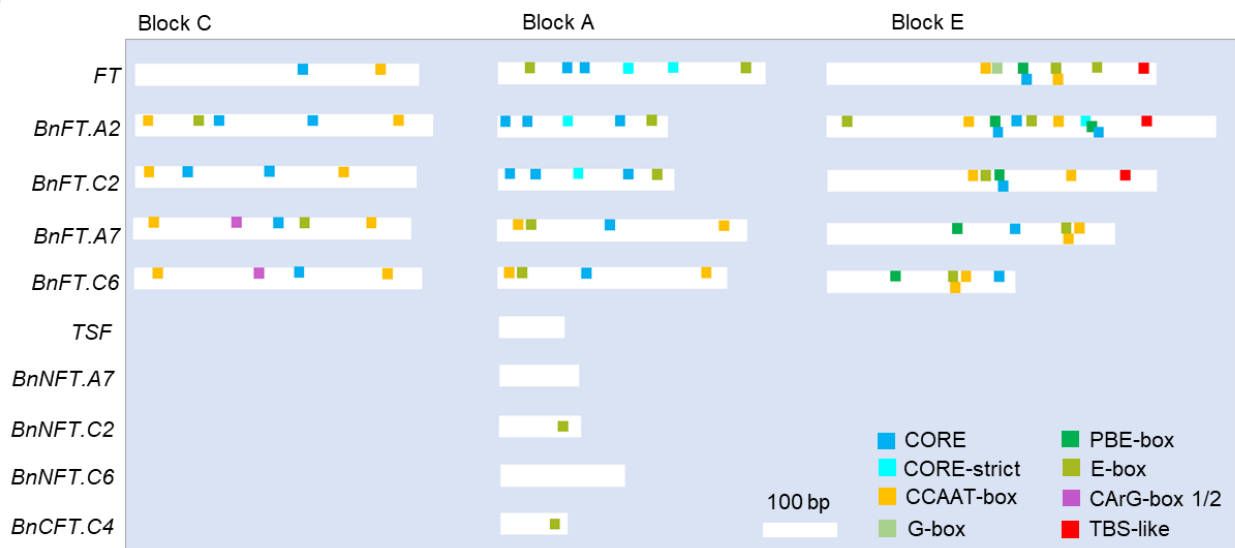 Block C Block A Block E
FT
BnFT.A2
BnFT.C2
BnFT.A7
BnFT.C6
TSF
BnNFT.A7
BnNFT.C2
BnNFT.C6
BnCFT.C4
CORE PBE-box
CORE-strict E-box
CCAAT-box CArG-box 1/2
G-box TBS-like
100 bp